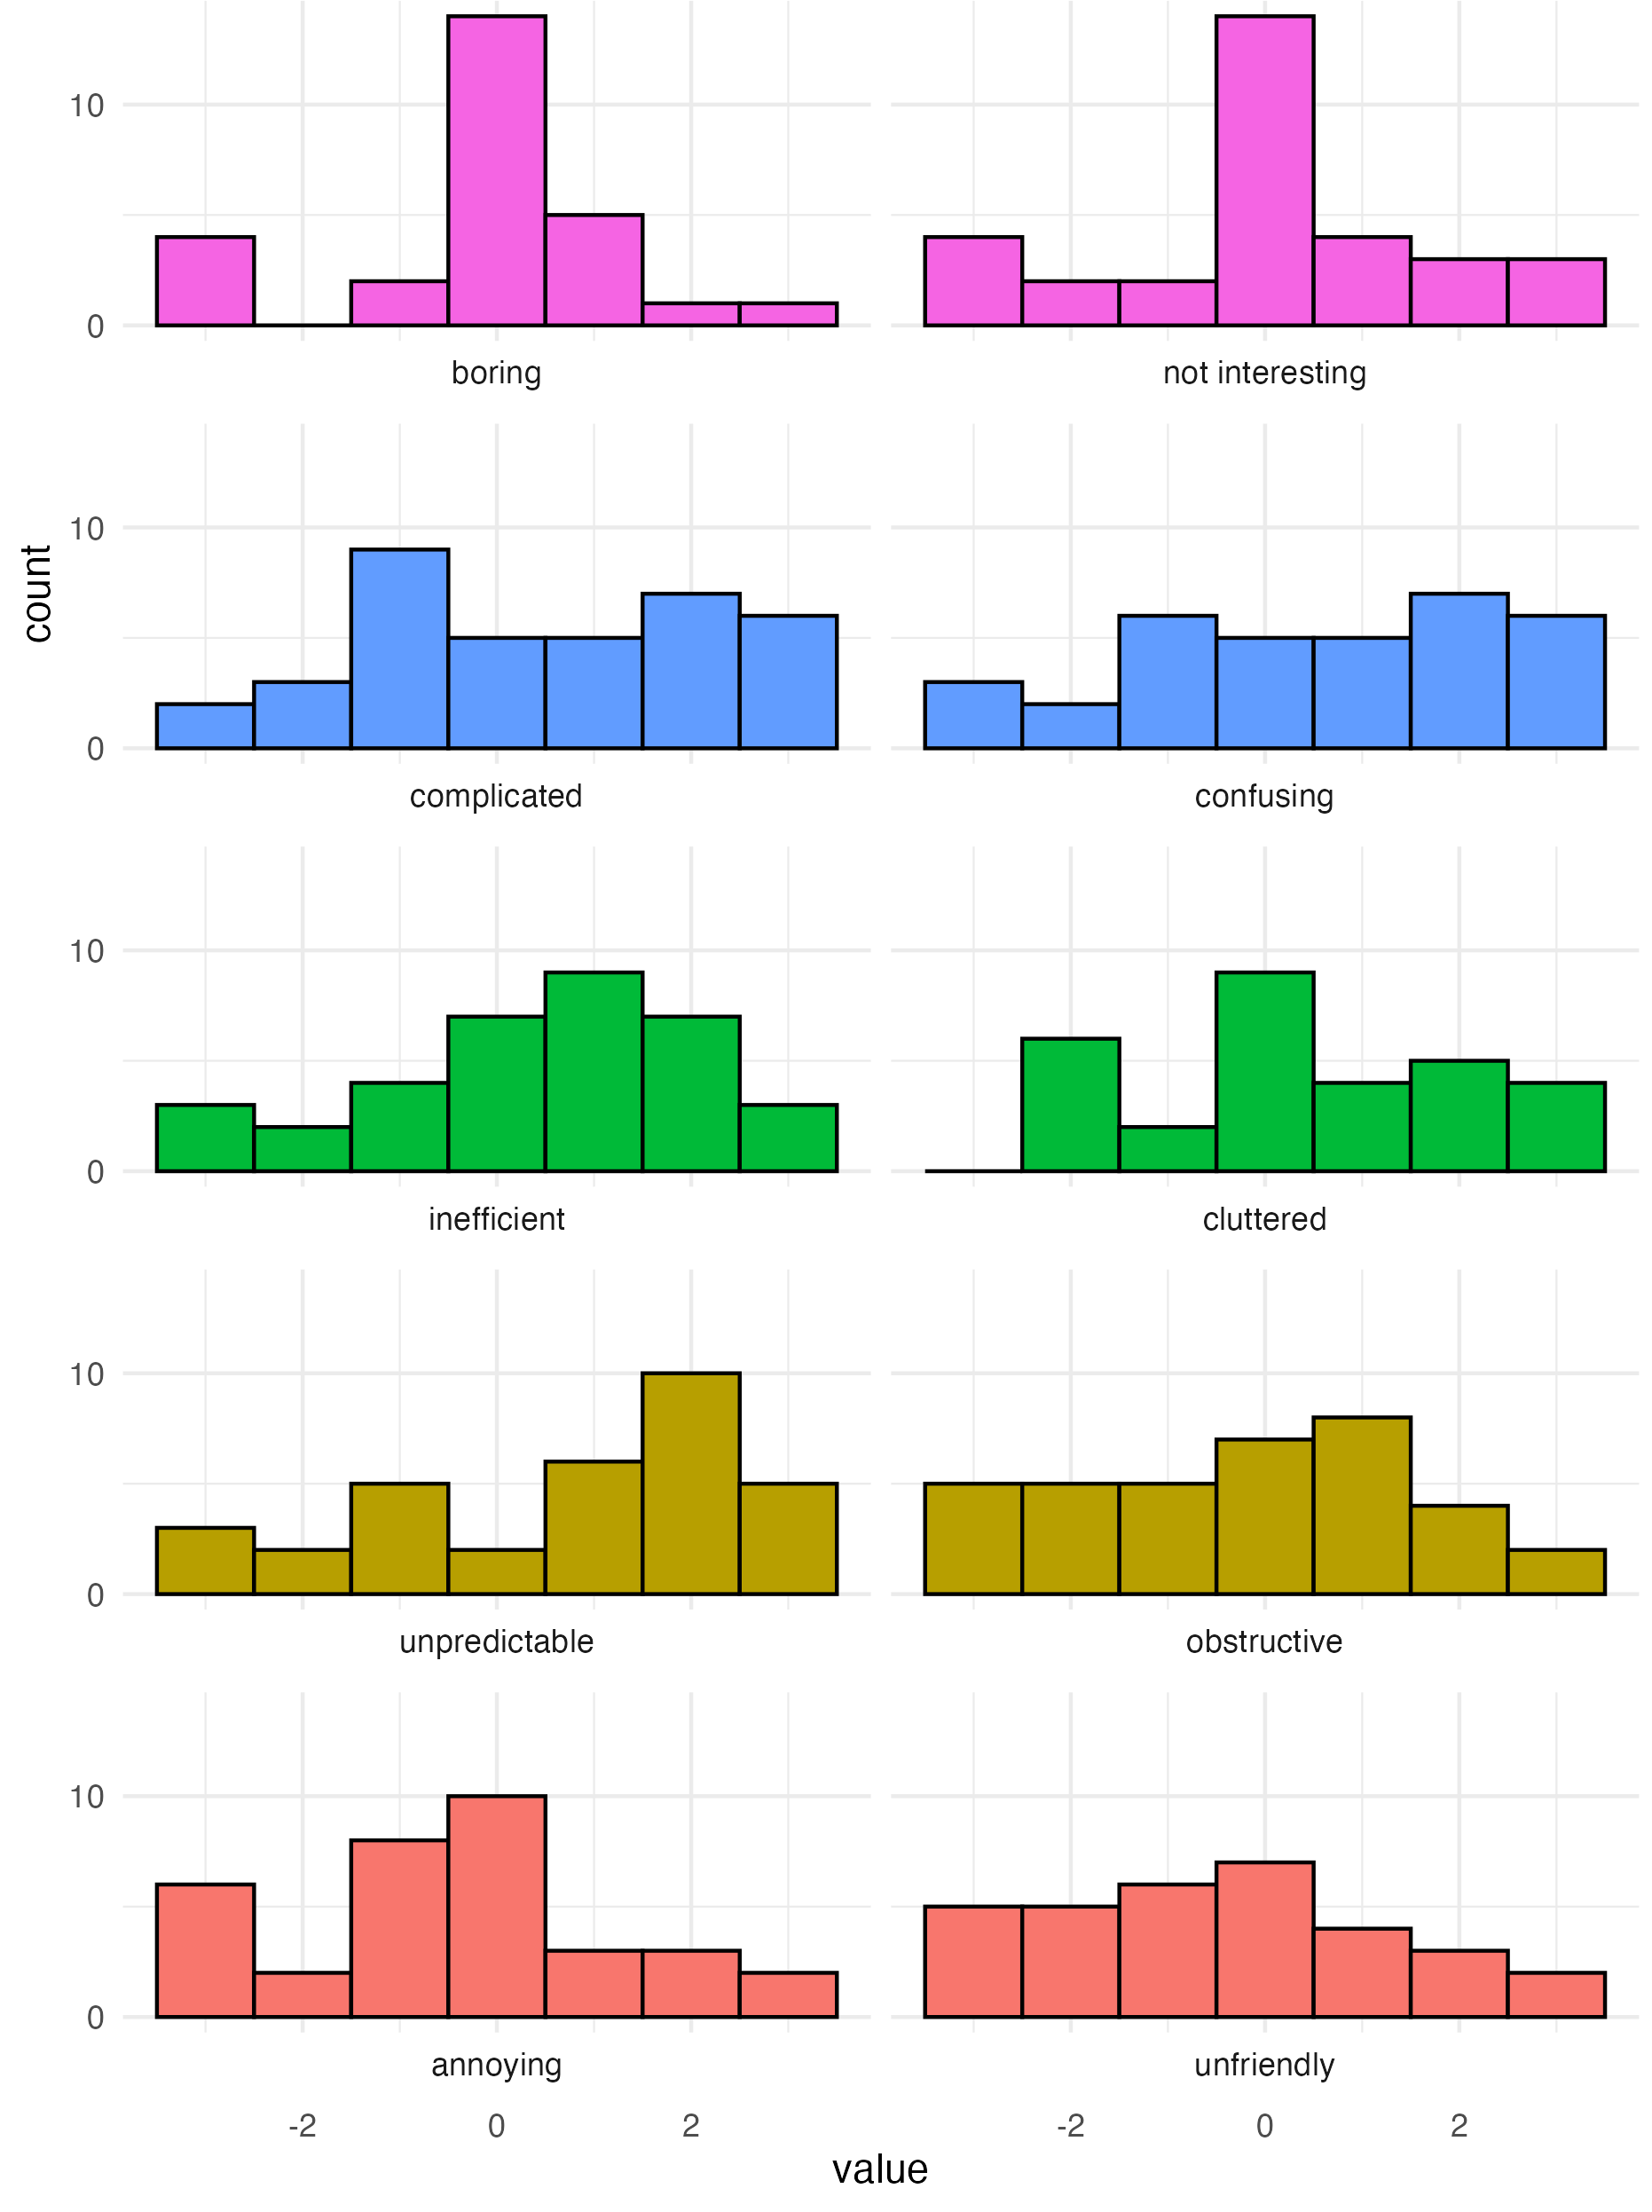 10
0
boring
not interesting
10
0
complicated
confusing
count
10
0
inefficient
cluttered
10
0
unpredictable
obstructive
10
0
annoying
unfriendly
-2 0 2
-2 0 2
value